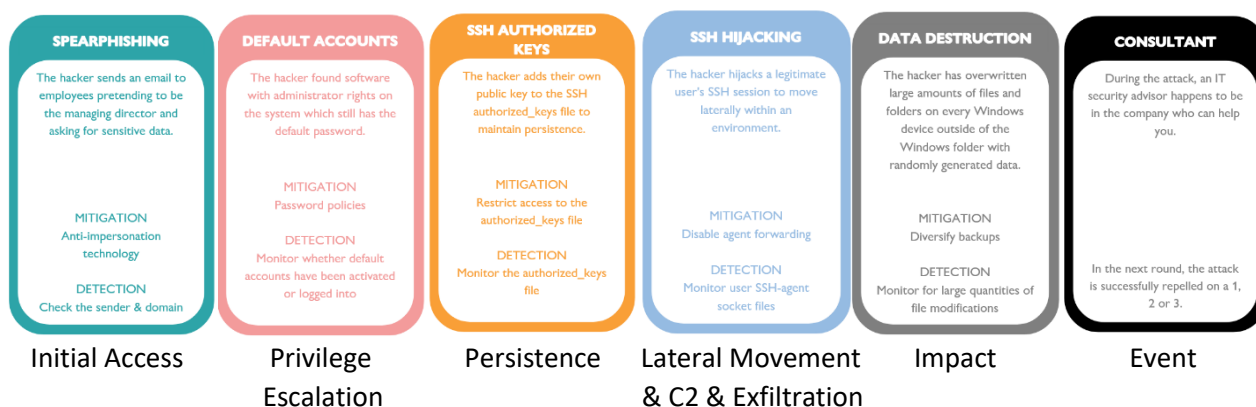 SPEARPHISHING
The hacker sends an email to
employees pretending to be
the managing director and
asking for sensitive data.
MITIGATION
Anti-impersonation
technology
DETECTION
Check the sender & domain
Initial Access
DEFAULT ACCOUNTS
The hacker found software
with administrator rights on
the system which still has the
default password.
MITIGATION
Password policies
DETECTION
Monitor whether default
accounts have been activated
or logged into
Privilege
Escalation
SSH AUTHORIZED
KEYS
The hacker adds their own
public key to the SSH
authorized_keys file to
maintain persistence.
MITIGATION
Restrict access to the
authorized_keys file
DETECTION
Monitor the authorized_keys
file
Persistence
SSH HIJACKING
The hacker hijacks a legitimate
user's SSH session to move
laterally within an
environment.
MITIGATION
Disable agent forwarding
DETECTION
Monitor user SSH-agent
socket files
Lateral Movement
& C2 & Exfiltration
DATA DESTRUCTION
The hacker has overwritten
large amounts of files and
folders on every Windows
device outside of the
Windows folder with
randomly generated data.
MITIGATION
Diversify backups
DETECTION
Monitor for large quantities of
file modifications
Impact
CONSULTANT
During the attack, an IT
security advisor happens to be
in the company who can help
you.
In the next round, the attack
is successfully repelled on a 1,
2 or 3.
Event